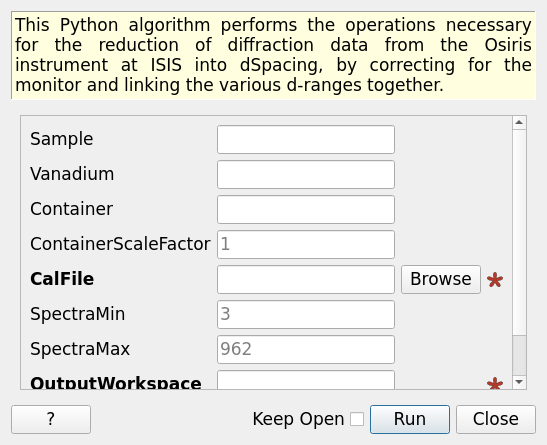 This Python algorithm performs the operations necessary
for the reduction of diffraction data from the Osiris
instrument at ISIS into dSpacing, by correcting for the
monitor and linking the various d-ranges together.
Sample
Vanadium
Container
ContainerScaleFactor 1
CalFile Browse *
SpectraMin 3
SpectraMax 962
OutputWorkspace *
? Keep Open Run Close